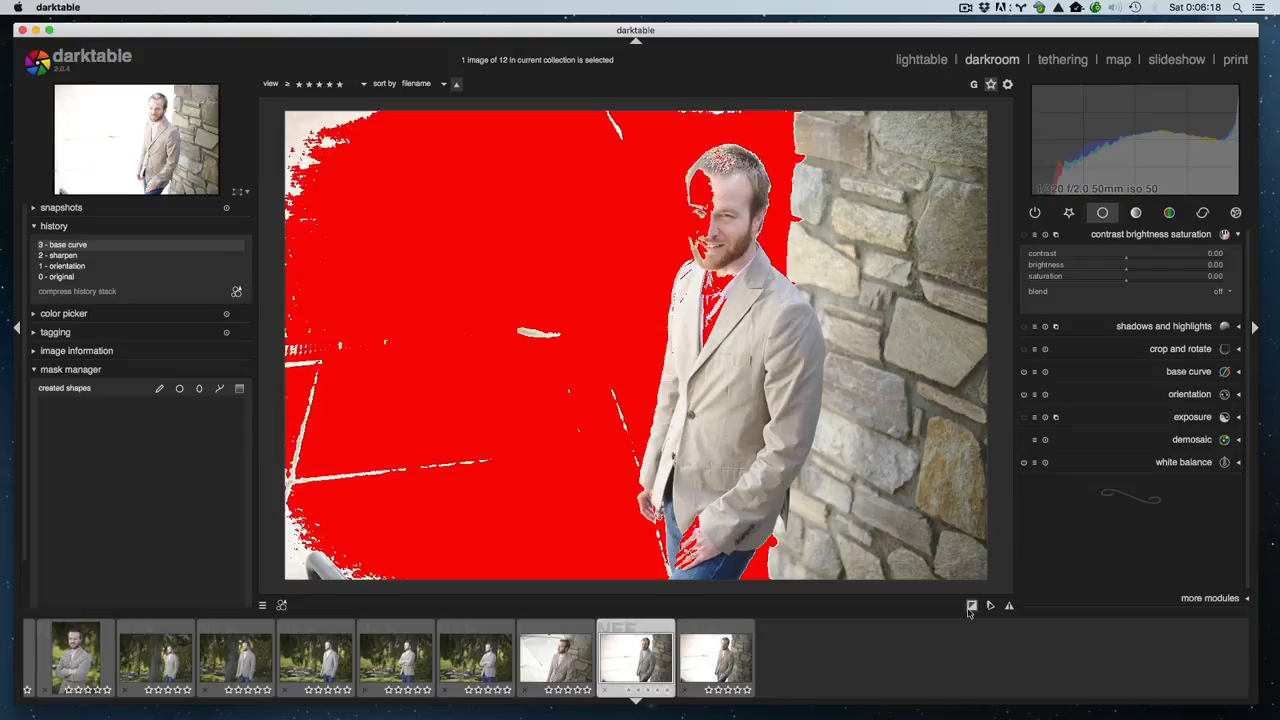 darktable
Sat 0:06:18
darktable
darktable
2.0.4
1 image of 12 in current collection is selected
lighttable darkroom tethering map slideshow print
view ≥ sort by filename
G
1/320 f/2.0 50mm iso 50
snapshots
history
3 - base curve
2 - sharpen
1 - orientation
0 - original
compress history stack
color picker
tagging
image information
mask manager
created shapes
contrast brightness saturation
contrast 0.00
brightness 0.00
saturation 0.00
blend off
shadows and highlights
crop and rotate
base curve
orientation
exposure
demosaic
white balance
more modules
NEF